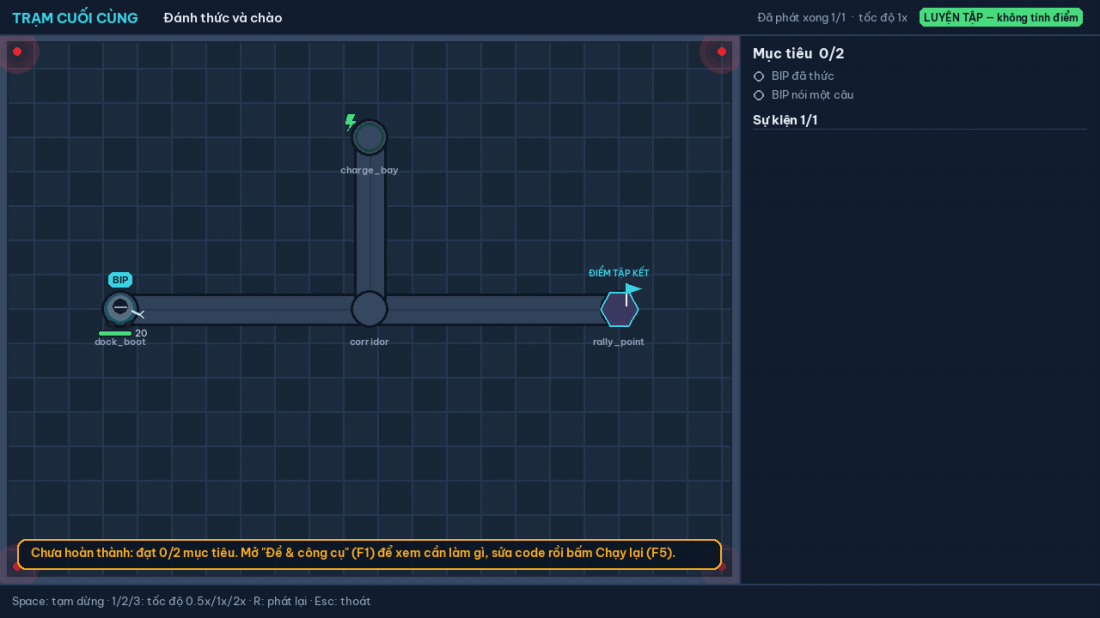 TRẠM CUỐI CÙNG Đánh thức và chào Đã phát xong 1/1 · tốc độ 1x LUYỆN TẬP – không tính điểm
Mục tiêu 0/2
BIP đã thức
BIP nói một câu
Sự kiện 1/1
charge_bay
BIP
ĐIỂM TẬP KẾT
20
dock_boot
corridor
rally_point
Chưa hoàn thành: đạt 0/2 mục tiêu. Mở "Đề & công cụ" (F1) để xem cần làm gì, sửa code rồi bấm Chạy lại (F5).
Space: tạm dừng · 1/2/3: tốc độ 0.5x/1x/2x · R: phát lại · Esc: thoát